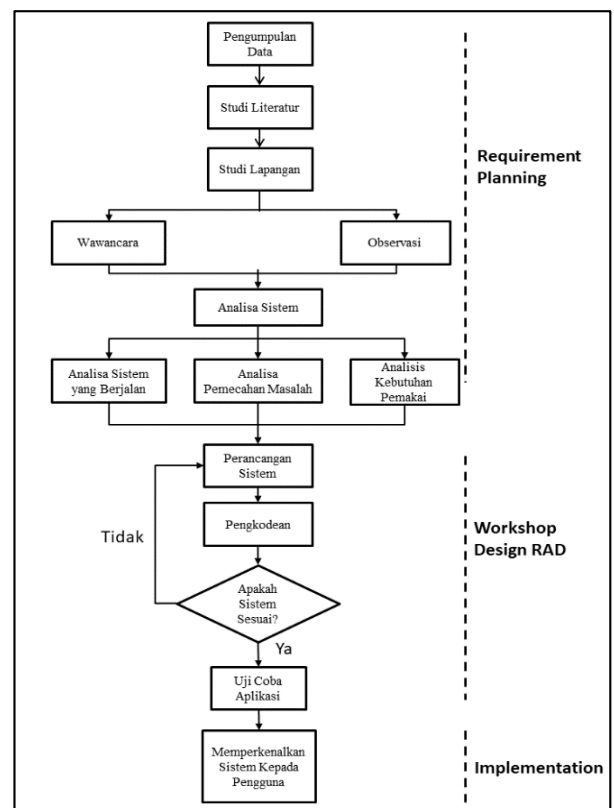 Pengumpulan
Data
Studi Literatur
Studi Lapangan
Requirement
Planning
Wawancara
Observasi
Analisa Sistem
Analisa Sistem
yang Berjalan
Analisa
Pemecahan Masalah
Analisis
Kebutuhan
Pemakai
Perancangan
Sistem
Pengkodean
Tidak
Workshop
Design RAD
Apakah
Sistem
Sesuai?
Ya
Uji Coba
Aplikasi
Memperkenalkan
Sistem Kepada
Pengguna
Implementation